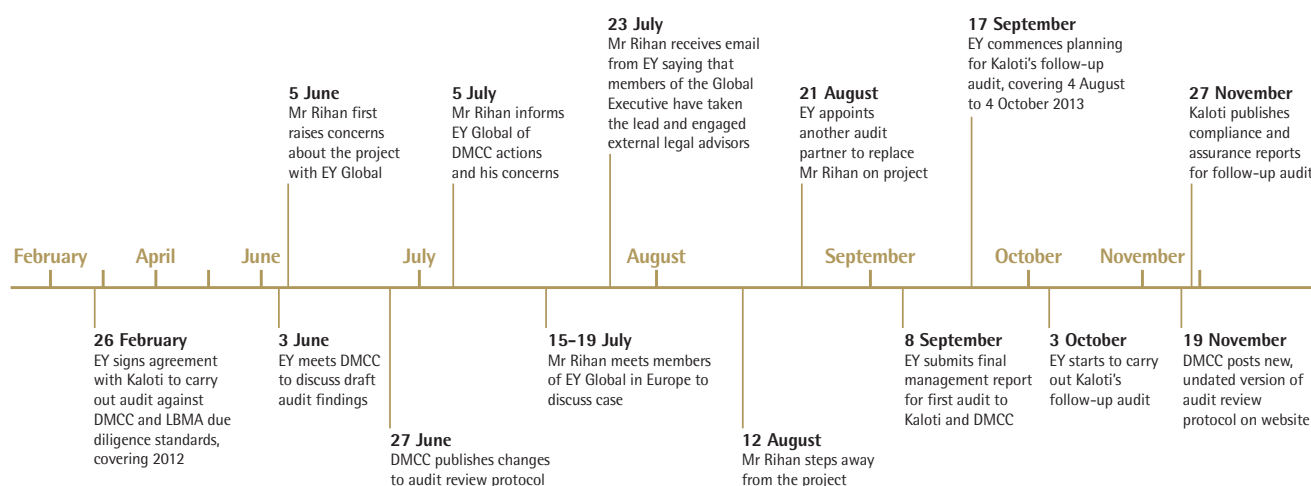 23 July
Mr Rihan receives email
from EY saying that
members of the Global
Executive have taken
the lead and engaged
external legal advisors
17 September
EY commences planning
for Kaloti's follow-up
audit, covering 4 August
to 4 October 2013
5 June
Mr Rihan first
raises concerns
about the project
with EY Global
5 July
Mr Rihan informs
EY Global of
DMCC actions
and his concerns
21 August
EY appoints
another audit
partner to replace
Mr Rihan on project
27 November
Kaloti publishes
compliance and
assurance reports
for follow-up audit
February April June July August September October November
26 February
EY signs agreement
with Kaloti to carry
out audit against
DMCC and LBMA due
diligence standards,
covering 2012
3 June
EY meets DMCC
to discuss draft
audit findings
27 June
DMCC publishes changes
to audit review protocol
15-19 July
Mr Rihan meets members
of EY Global in Europe to
discuss case
12 August
Mr Rihan steps away
from the project
8 September
EY submits final
management report
for first audit to
Kaloti and DMCC
3 October
EY starts to carry
out Kaloti's
follow-up audit
19 November
DMCC posts new,
undated version of
audit review
protocol on website